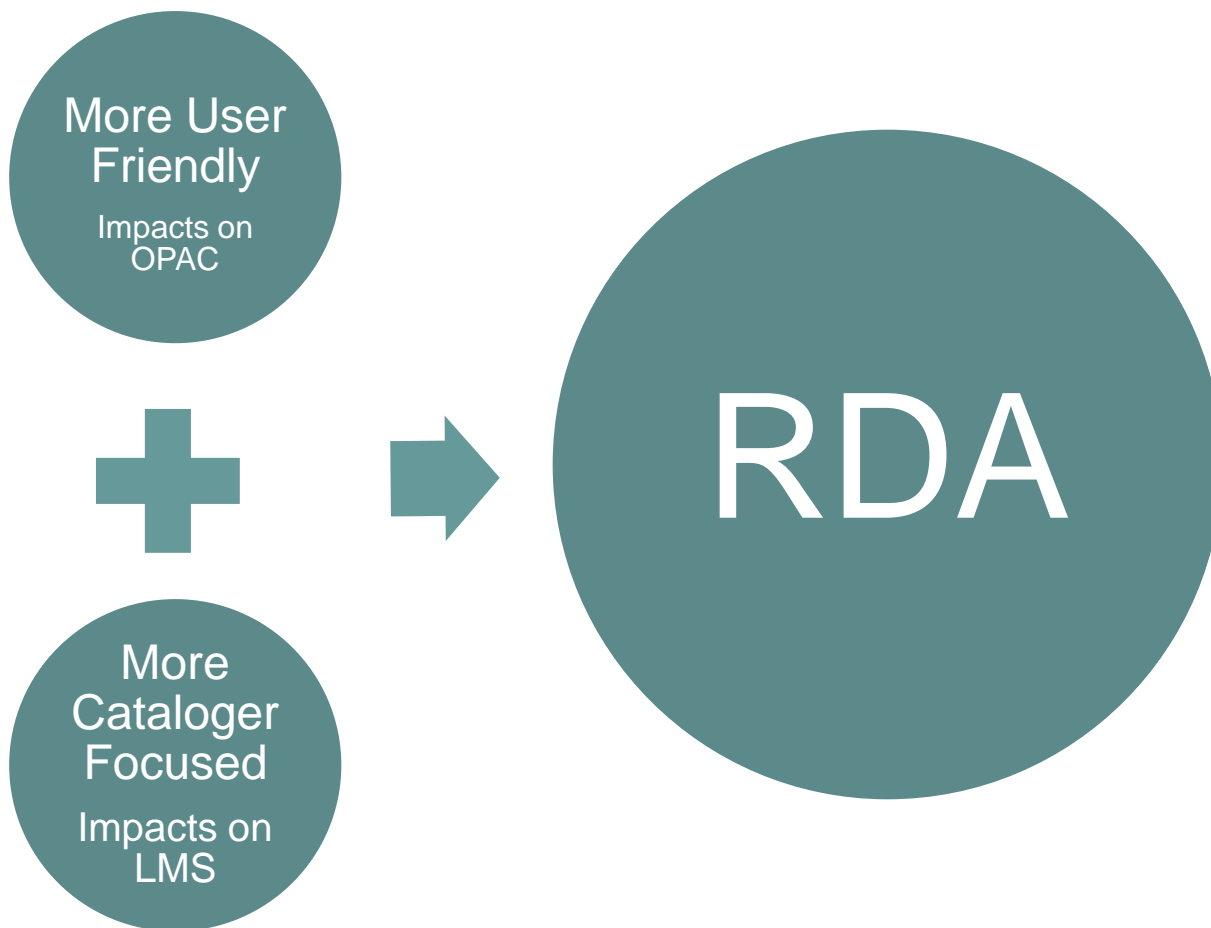 More User
Friendly
Impacts on
OPAC
More
Cataloger
Focused
Impacts on
LMS
RDA